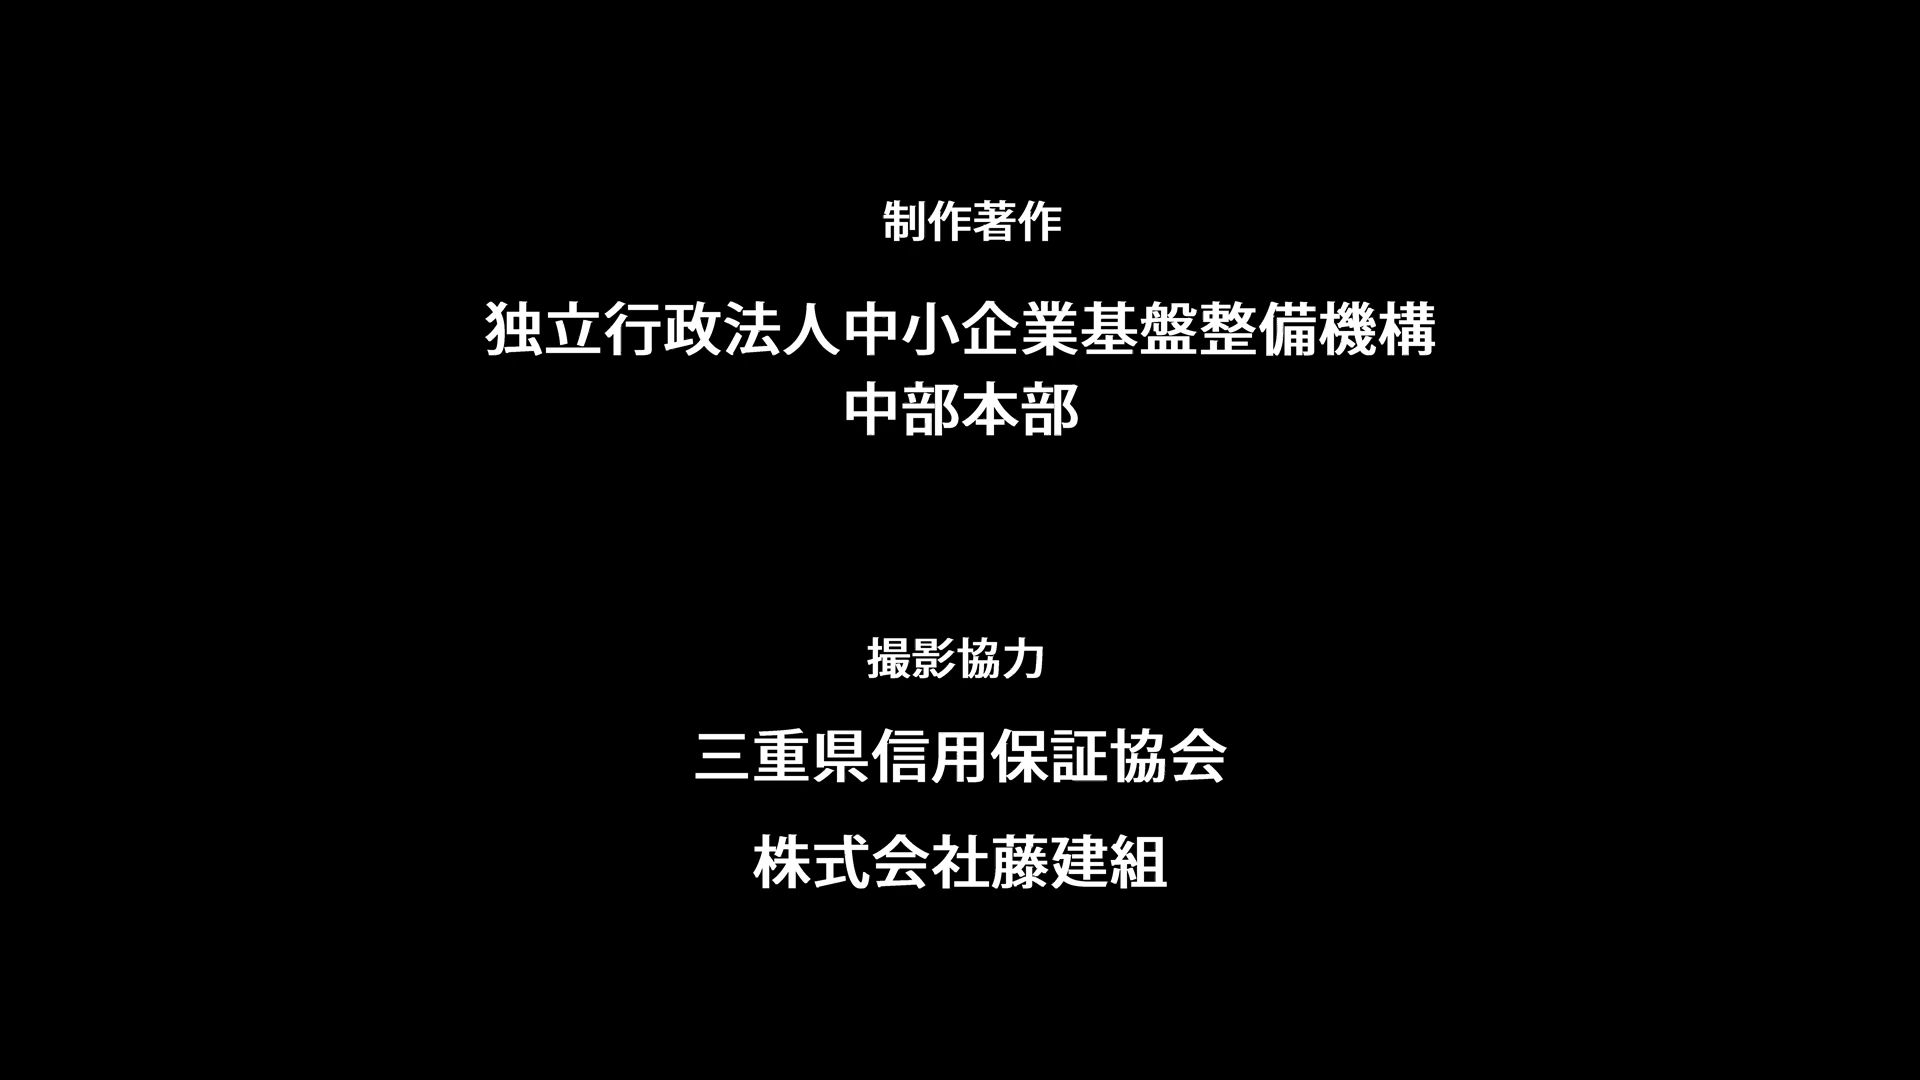 制作著作
独立行政法人中小企業基盤整備機構
中部本部
撮影協力
三重県信用保証協会
株式会社藤建組